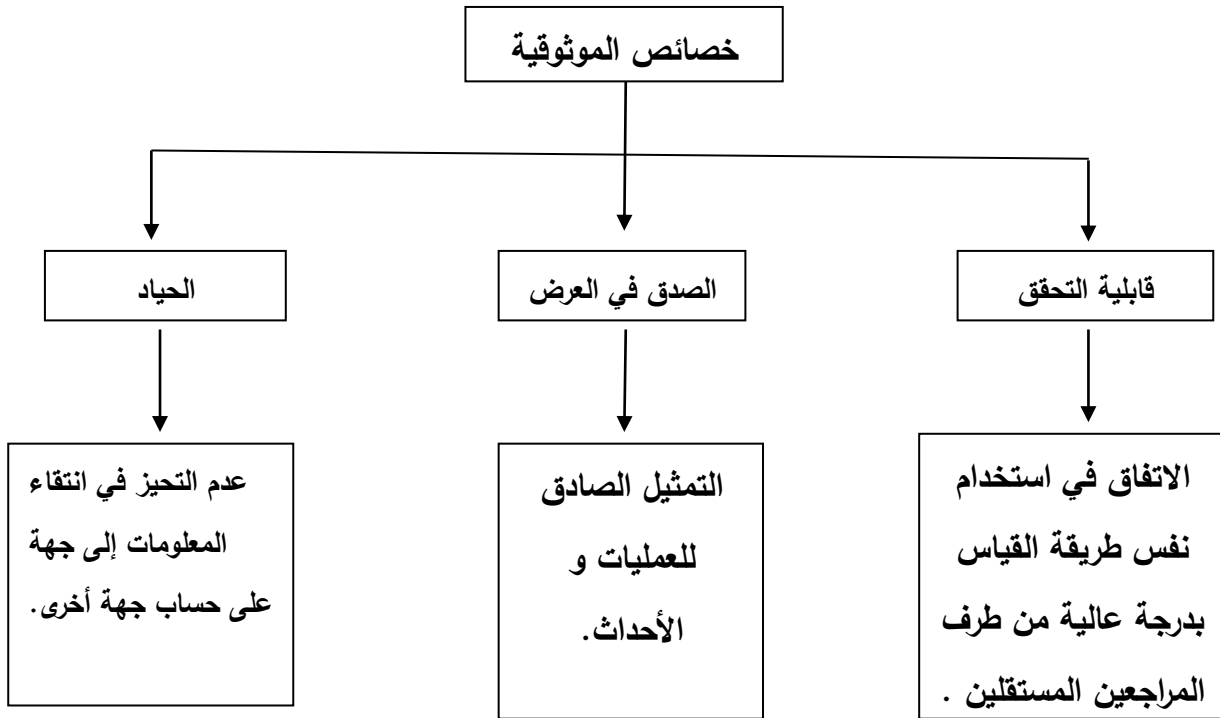 خصائص الموثوقية
قابلية التحقق
الصدق في العرض
الحياد
الاتفاق في استخدام
نفس طريقة القياس
بدرجة عالية من طرف
المراجعين المستقلين .
التمثيل الصادق
للعمليات و
الأحداث.
عدم التحيز في انتقاء
المعلومات إلى جهة
على حساب جهة أخرى.